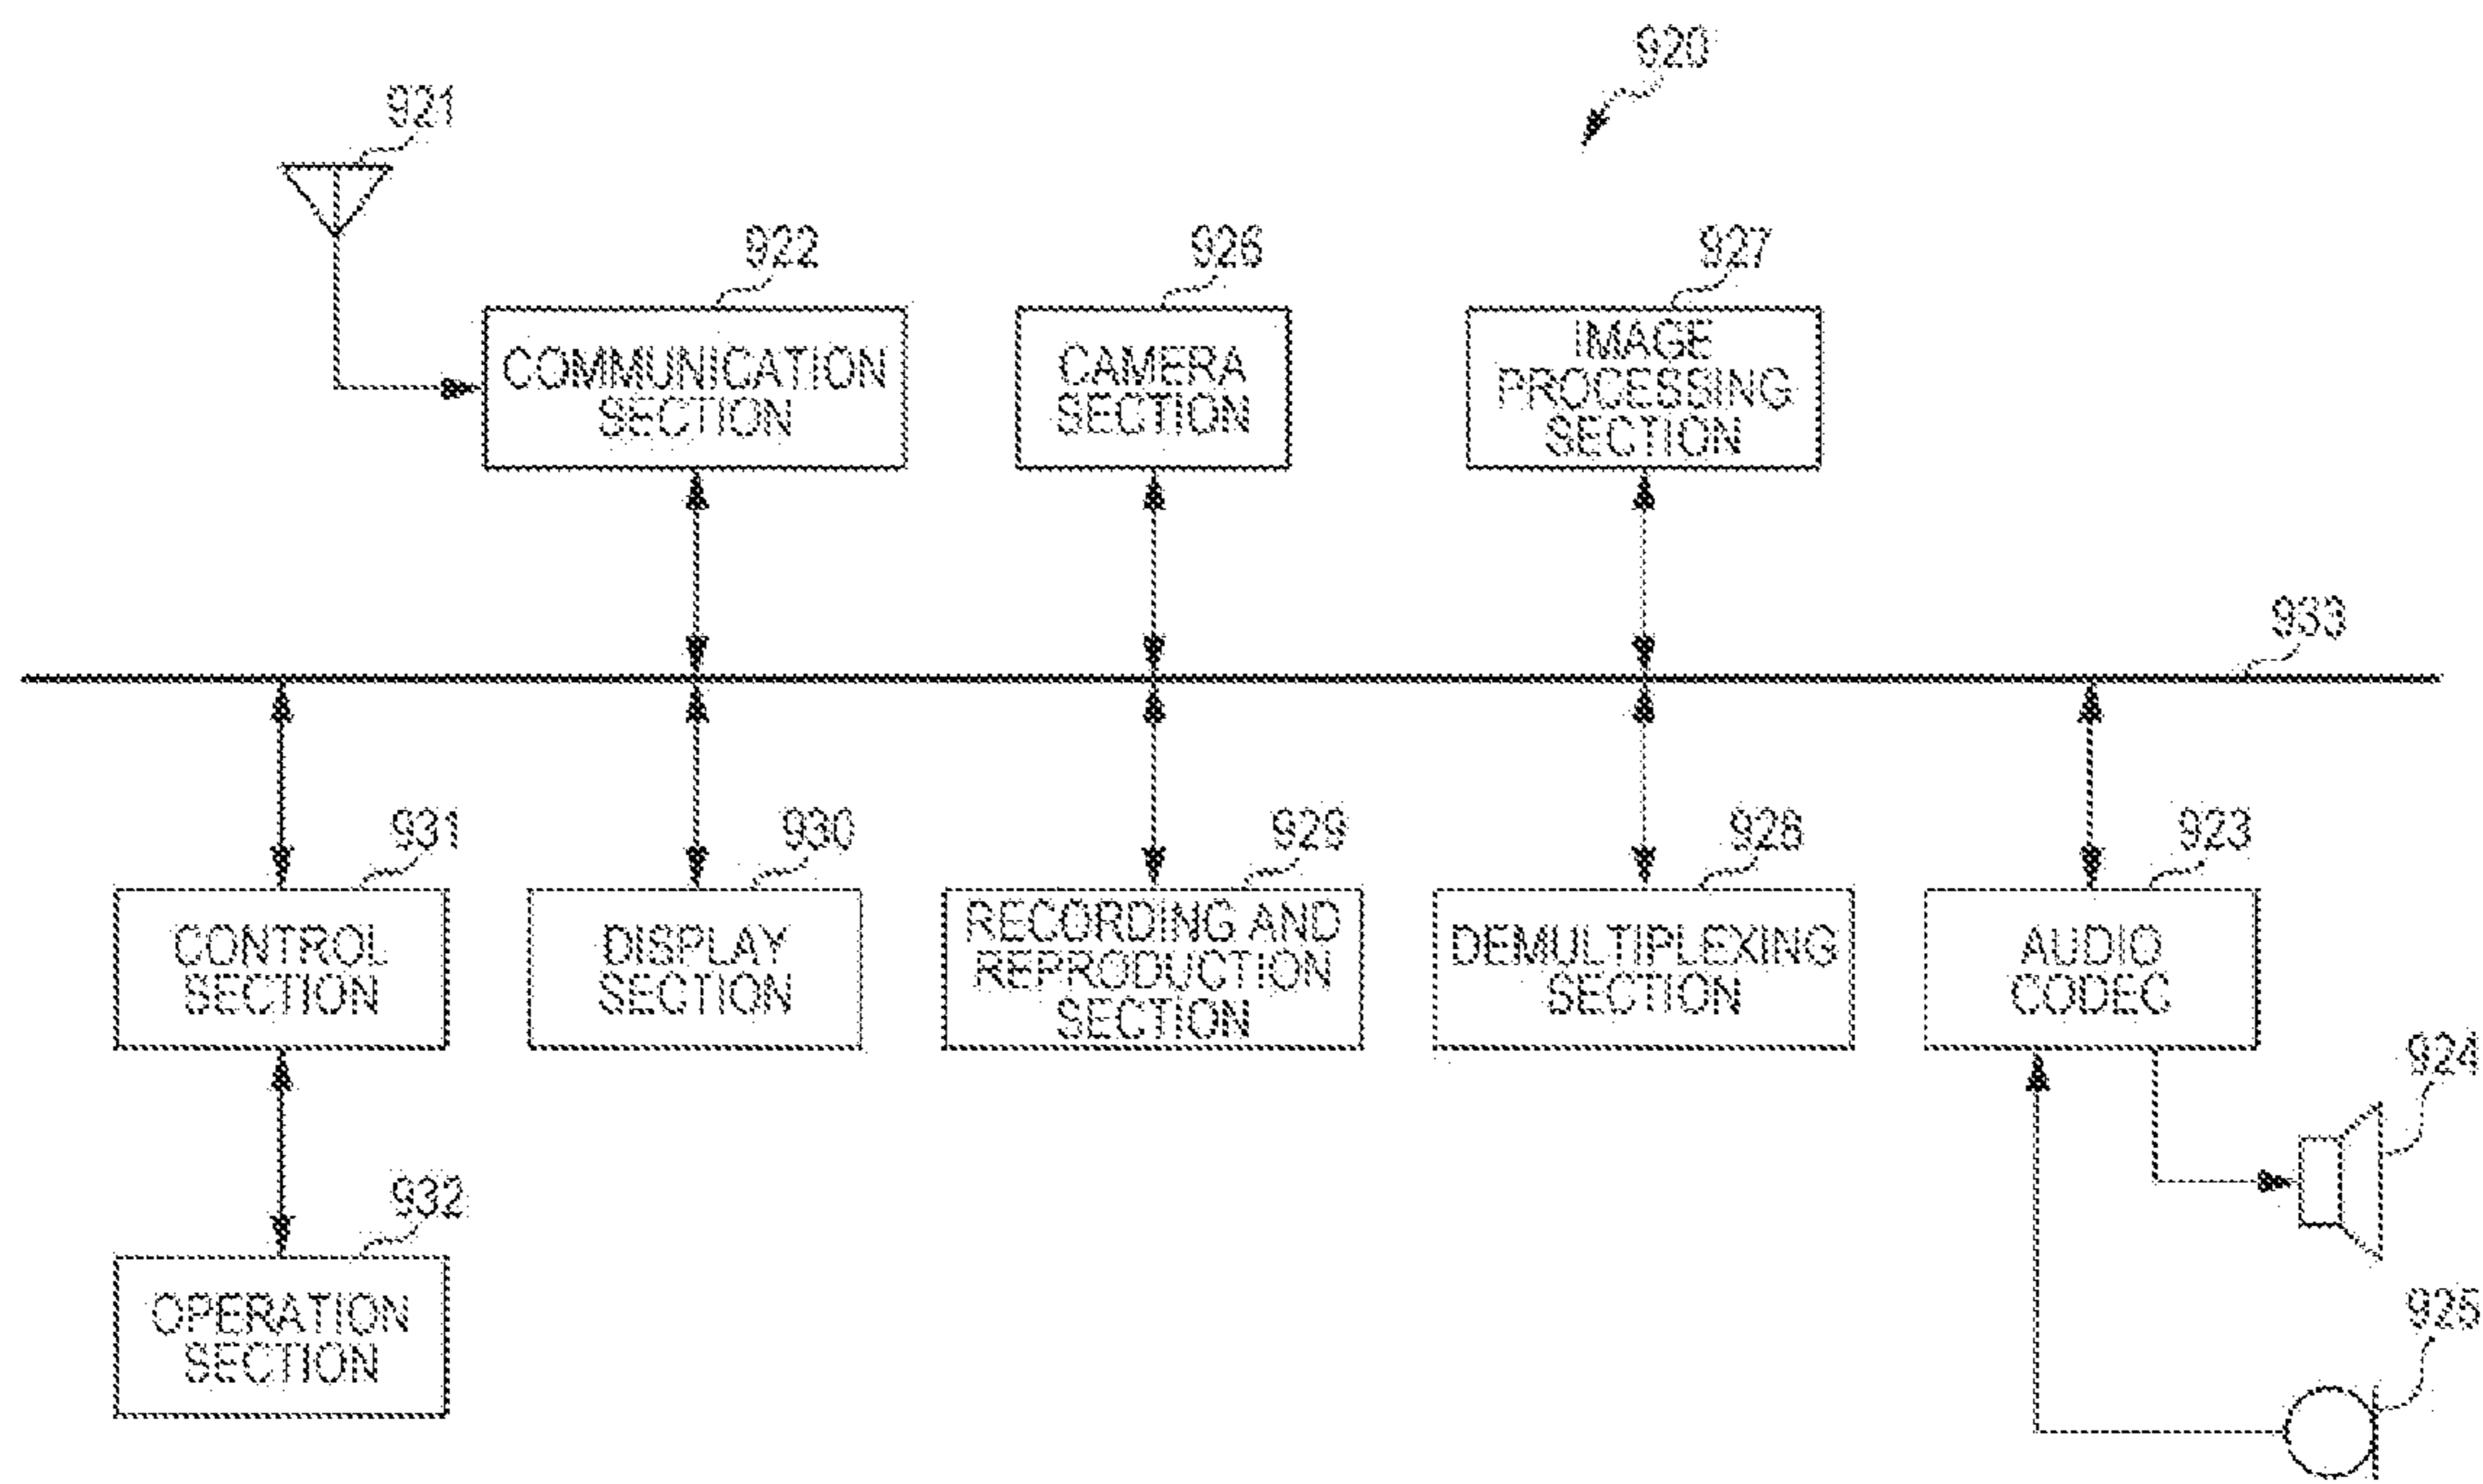 920
921
922
926
927
COMMUNICATION
SECTION
CAMERA
SECTION
IMAGE
PROCESSING
SECTION
933
931
930
929
928
923
CONTROL
SECTION
DISPLAY
SECTION
RECORDING AND
REPRODUCTION
SECTION
DEMULTIPLEXING
SECTION
AUDIO
CODEC
924
932
OPERATION
SECTION
925